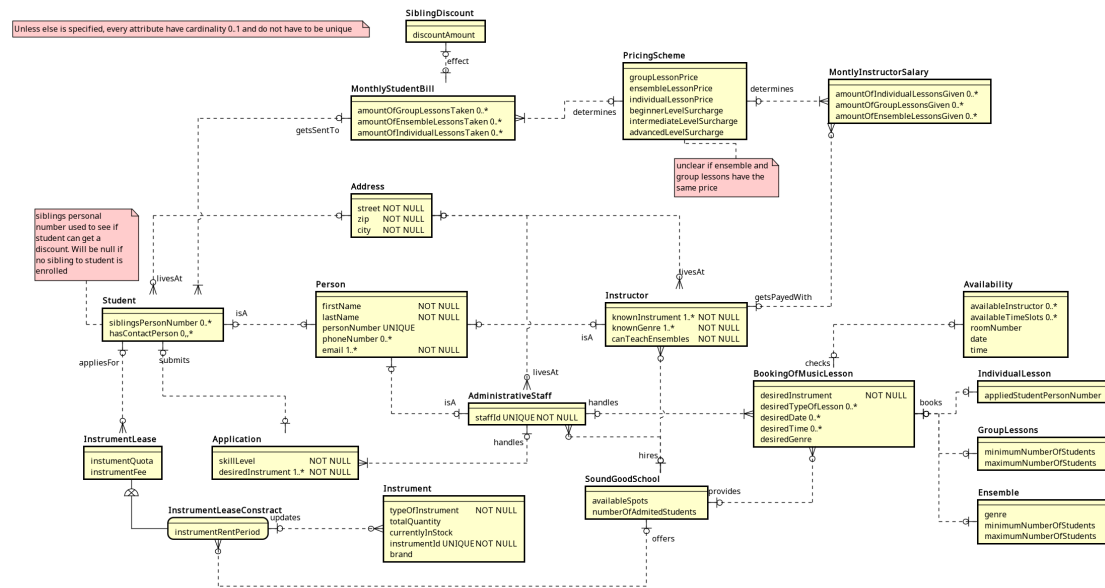 Unless else is specified, every attribute have cardinality 0..1 and do not have to be unique
SiblingDiscount
discountAmount
effect
PricingScheme
groupLessonPrice
ensembleLessonPrice
individualLessonPrice
beginnerLevelSurcharge
intermediateLevelSurcharge
advancedLevelSurcharge
determines
determines
MontlyInstructorSalary
amountOfIndividualLessonsGiven 0..*
amountOfGroupLessonsGiven 0..*
amountOfEnsembleLessonsGiven 0..*
MonthlyStudentBill
amountOfGroupLessonsTaken 0..*
amountOfEnsembleLessonsTaken 0..*
amountOfIndividualLessonsTaken 0..*
getsSentTo
unclear if ensemble and
group lessons have the
same price
Address
street NOT NULL
zip NOT NULL
city NOT NULL
siblings personal
number used to see if
student can get a
discount. Will be null if
no sibling to student is
enrolled
livesAt
livesAt
Student
siblingsPersonNumber 0..*
hasContactPerson 0,,*
isA
Person
firstName NOT NULL
lastName NOT NULL
personNumber UNIQUE
phoneNumber 0..*
email 1..* NOT NULL
isA
Instructor
knownInstrument 1..* NOT NULL
knownGenre 1..* NOT NULL
canTeachEnsembles NOT NULL
getsPayedWith
Availability
availableInstructor 0..*
availableTimeSlots 0..*
roomNumber
date
time
checks
appliesFor
submits
livesAt
isA
AdministrativeStaff
staffId UNIQUE NOT NULL
handles
handles
BookingOfMusicLesson
desiredInstrument NOT NULL
desiredTypeOfLesson 0..*
desiredDate 0..*
desiredTime 0..*
desiredGenre
books
IndividualLesson
appliedStudentPersonNumber
GroupLessons
minimumNumberOfStudents
maximumNumberOfStudents
InstrumentLease
instumentQuota
instrumentFee
Application
skillLevel NOT NULL
desiredInstrument 1..* NOT NULL
hires
SoundGoodSchool
availableSpots
numberOfAdmitedStudents
provides
offers
Ensemble
genre
minimumNumberOfStudents
maximumNumberOfStudents
InstrumentLeaseConstract
instrumentRentPeriod
updates
Instrument
typeOfInstrument NOT NULL
totalQuantity
currentlyInStock
instrumentId UNIQUE NOT NULL
brand